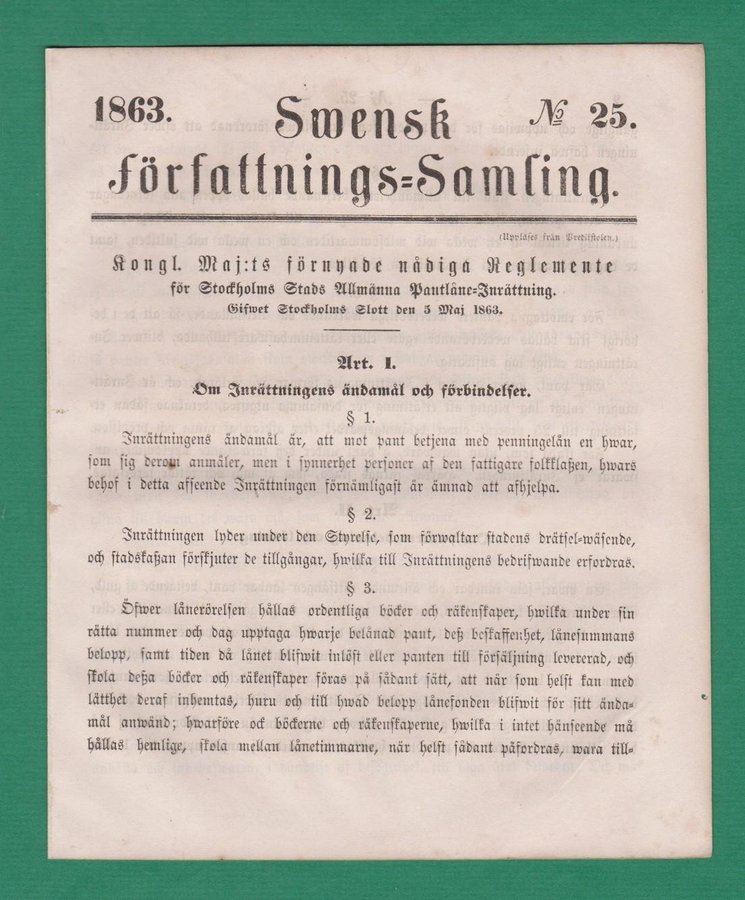 1863. Swensk № 25.
Författnings=Samling.
(Uppläses från Predikstolen.)
Kongl. Maj:ts förnyade nådiga Reglemente
för Stockholms Stads Allmänna Pantlåne=Inrättning.
Gifwet Stockholms Slott den 5 Maj 1863.
Art. I.
Om Inrättningens ändamål och förbindelser.
§ 1.
Inrättningens ändamål är, att mot pant betjena med penningelån en hwar,
som sig derom anmäler, men i synnerhet personer af den fattigare folkklaßen, hwars
behof i detta afseende Inrättningen förnämligast är ämnad att afhjelpa.
§ 2.
Inrättningen lyder under den Styrelse, som förwaltar stadens drätsel=wäsende,
och stadskaßan förskjuter de tillgångar, hwilka till Inrättningens bedrifwande erfordras.
§ 3.
Öfwer lånerörelsen hållas ordentliga böcker och räkenskaper, hwilka under sin
rätta nummer och dag upptaga hwarje belånad pant, deß beskaffenhet, lånesummans
belopp, samt tiden då lånet blifwit inlöst eller panten till försäljning levererad, och
skola deßa böcker och räkenskaper föras på sådant sätt, att när som helst kan med
lätthet deraf inhemtas, huru och till hwad belopp lånefonden blifwit för sitt ända=
mål anwänd; hwarföre ock böckerne och räkenskaperne, hwilka i intet hänseende må
hållas hemlige, skola mellan lånetimmarne, när helst sådant påfordras, wara till=